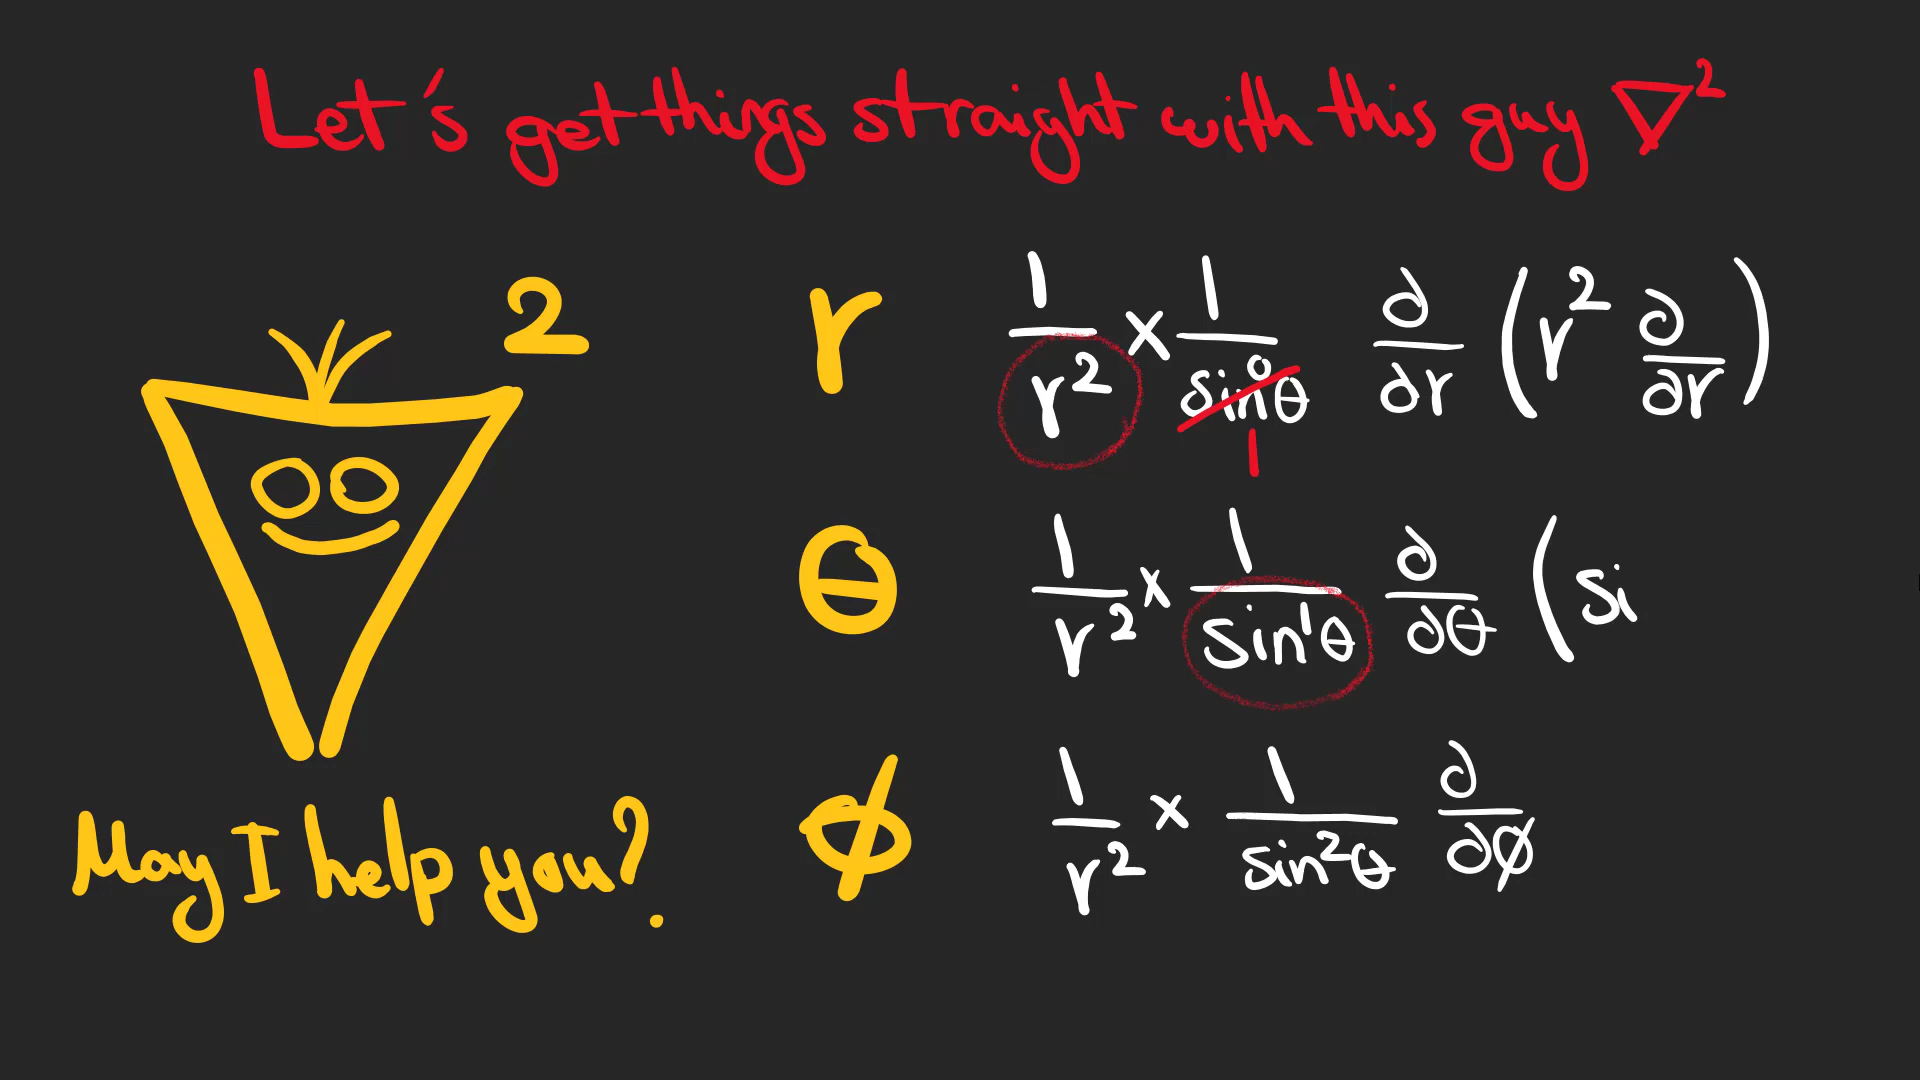 Let's get things straight with this guy ∇²
2
r 1/r² × 1/sin⁰θ ∂/∂r (r² ∂/∂r)
1
θ 1/r² × 1/sin¹θ ∂/∂θ (si
ϕ 1/r² × 1/sin²θ ∂/∂ϕ
May I help you?